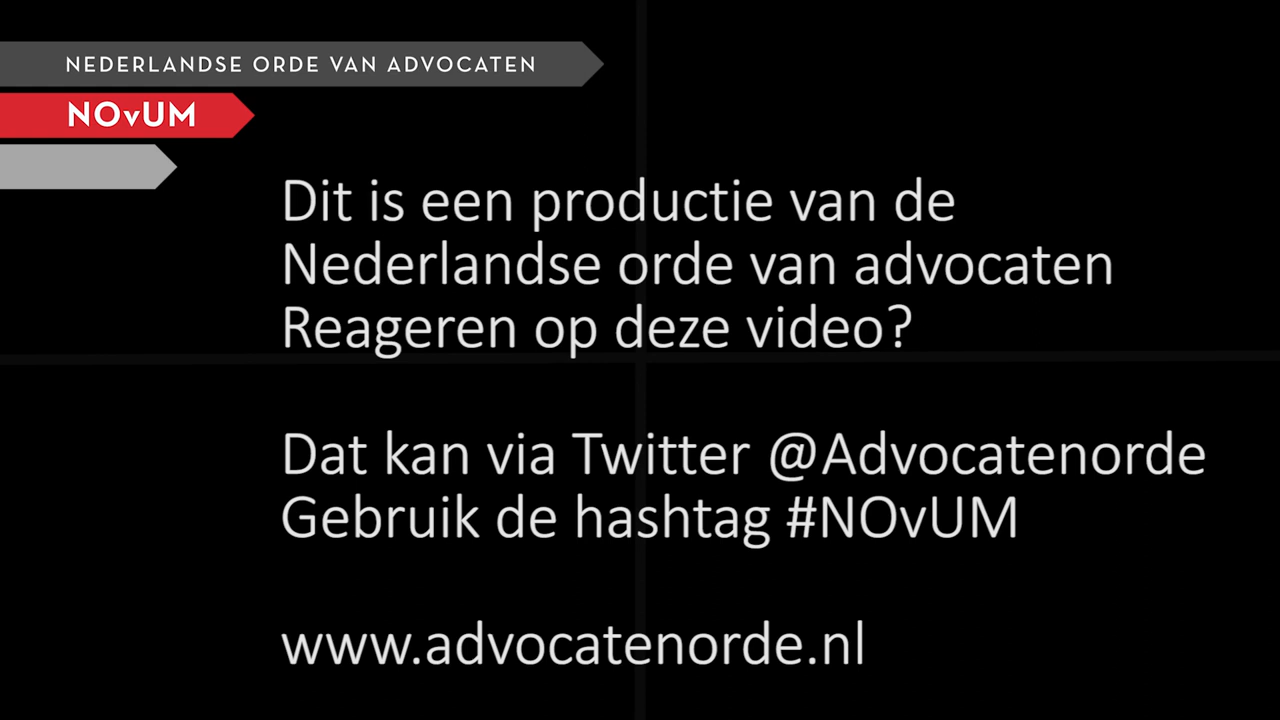 NEDERLANDSE ORDE VAN ADVOCATEN
NOvUM
Dit is een productie van de
Nederlandse orde van advocaten
Reageren op deze video?
Dat kan via Twitter @Advocatenorde
Gebruik de hashtag #NOvUM
www.advocatenorde.nl